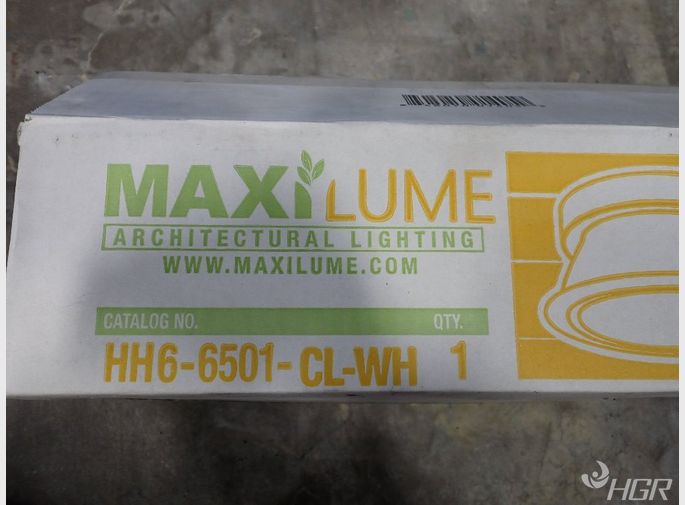 MAXiLUME
ARCHITECTURAL LIGHTING
WWW.MAXILUME.COM
CATALOG NO. QTY.
HH6-6501-CL-WH 1
HGR